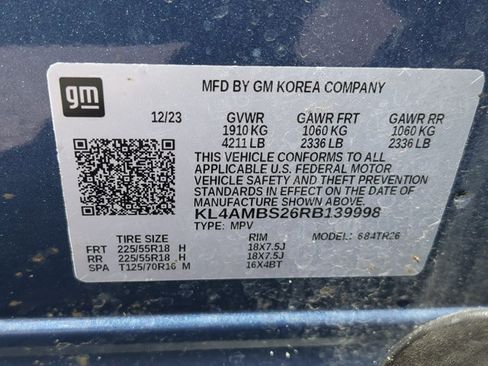 gm
MFD BY GM KOREA COMPANY
12/23 GVWR GAWR FRT GAWR RR
1910 KG 1060 KG 1060 KG
4211 LB 2336 LB 2336 LB
THIS VEHICLE CONFORMS TO ALL
APPLICABLE U.S. FEDERAL MOTOR
VEHICLE SAFETY AND THEFT PREVENTION
STANDARDS IN EFFECT ON THE DATE OF
MANUFACTURE SHOWN ABOVE.
KL4AMBS26RB139998
TYPE: MPV MODEL: 684TR26
TIRE SIZE RIM
FRT 225/55R18 H 18X7.5J
RR 225/55R18 H 18X7.5J
SPA T125/70R16 M 16X4BT